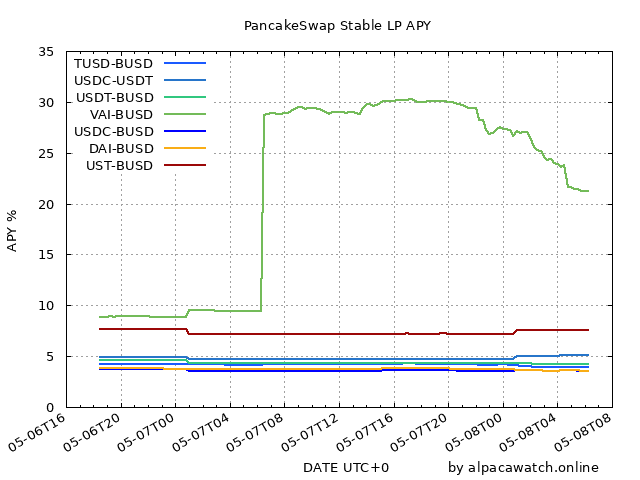 PancakeSwap Stable LP APY
35
30
25
20
15
10
5
0
APY %
TUSD-BUSD
USDC-USDT
USDT-BUSD
VAI-BUSD
USDC-BUSD
DAI-BUSD
UST-BUSD
05-06T16
05-06T20
05-07T00
05-07T04
05-07T08
05-07T12
05-07T16
05-07T20
05-08T00
05-08T04
05-08T08
DATE UTC+0
by alpacawatch.online